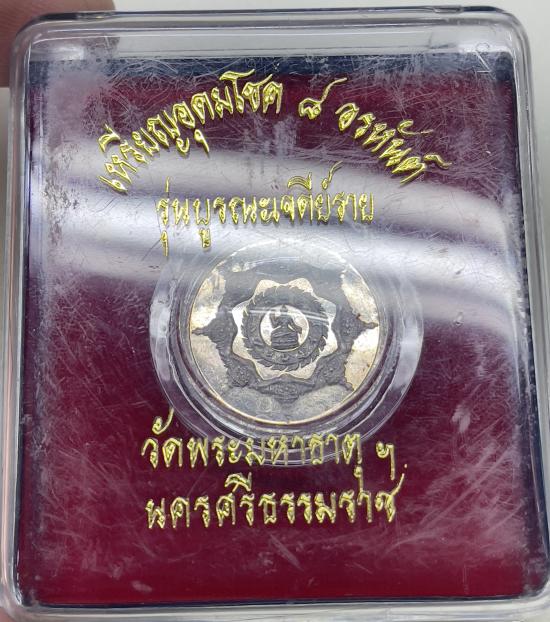 เหรียญอุดมโชค ๘ อรหันต์
รุ่นบูรณะเจดีย์ราย
วัดพระมหาธาตุ ฯ
นครศรีธรรมราช